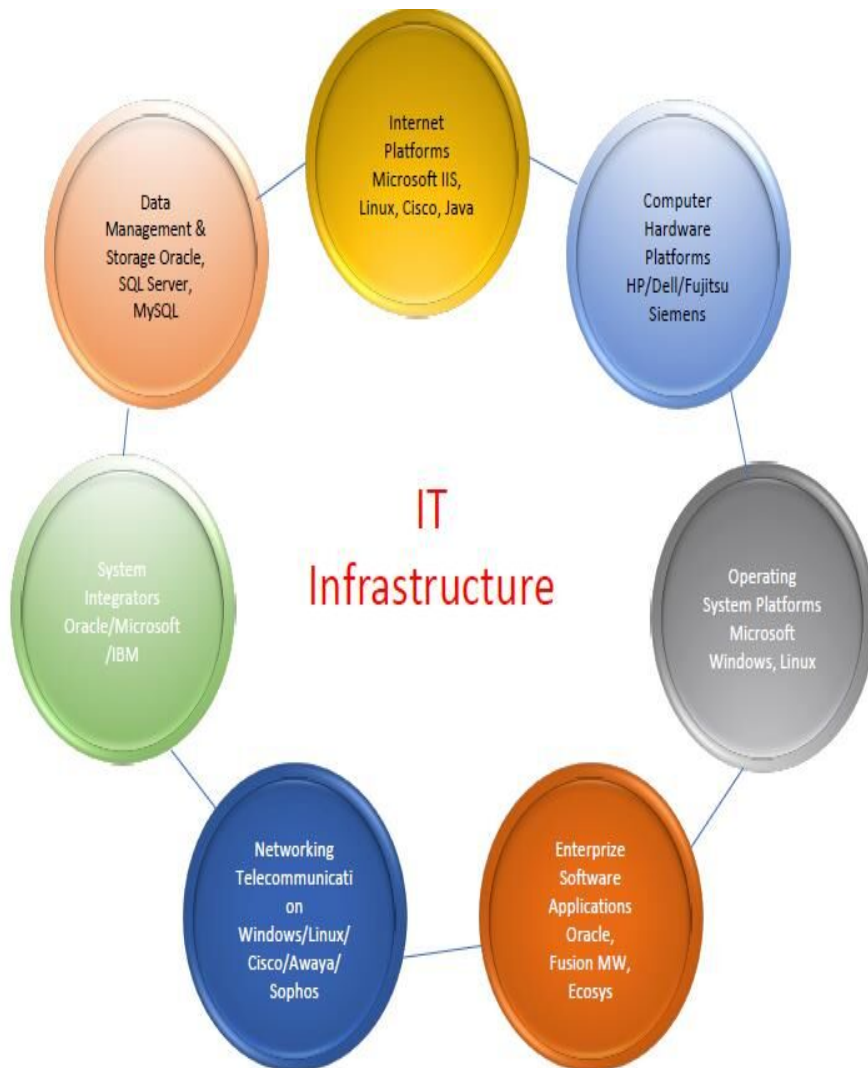 Internet
Platforms
Microsoft IIS,
Linux, Cisco, Java
Computer
Hardware
Platforms
HP/Dell/Fujitsu
Siemens
Operating
System Platforms
Microsoft
Windows, Linux
Enterprize
Software
Applications
Oracle,
Fusion MW,
Ecosys
Networking
Telecommunicati
on
Windows/Linux/
Cisco/Awaya/
Sophos
System
Integrators
Oracle/Microsoft
/IBM
Data
Management &
Storage Oracle,
SQL Server,
MySQL
IT
Infrastructure